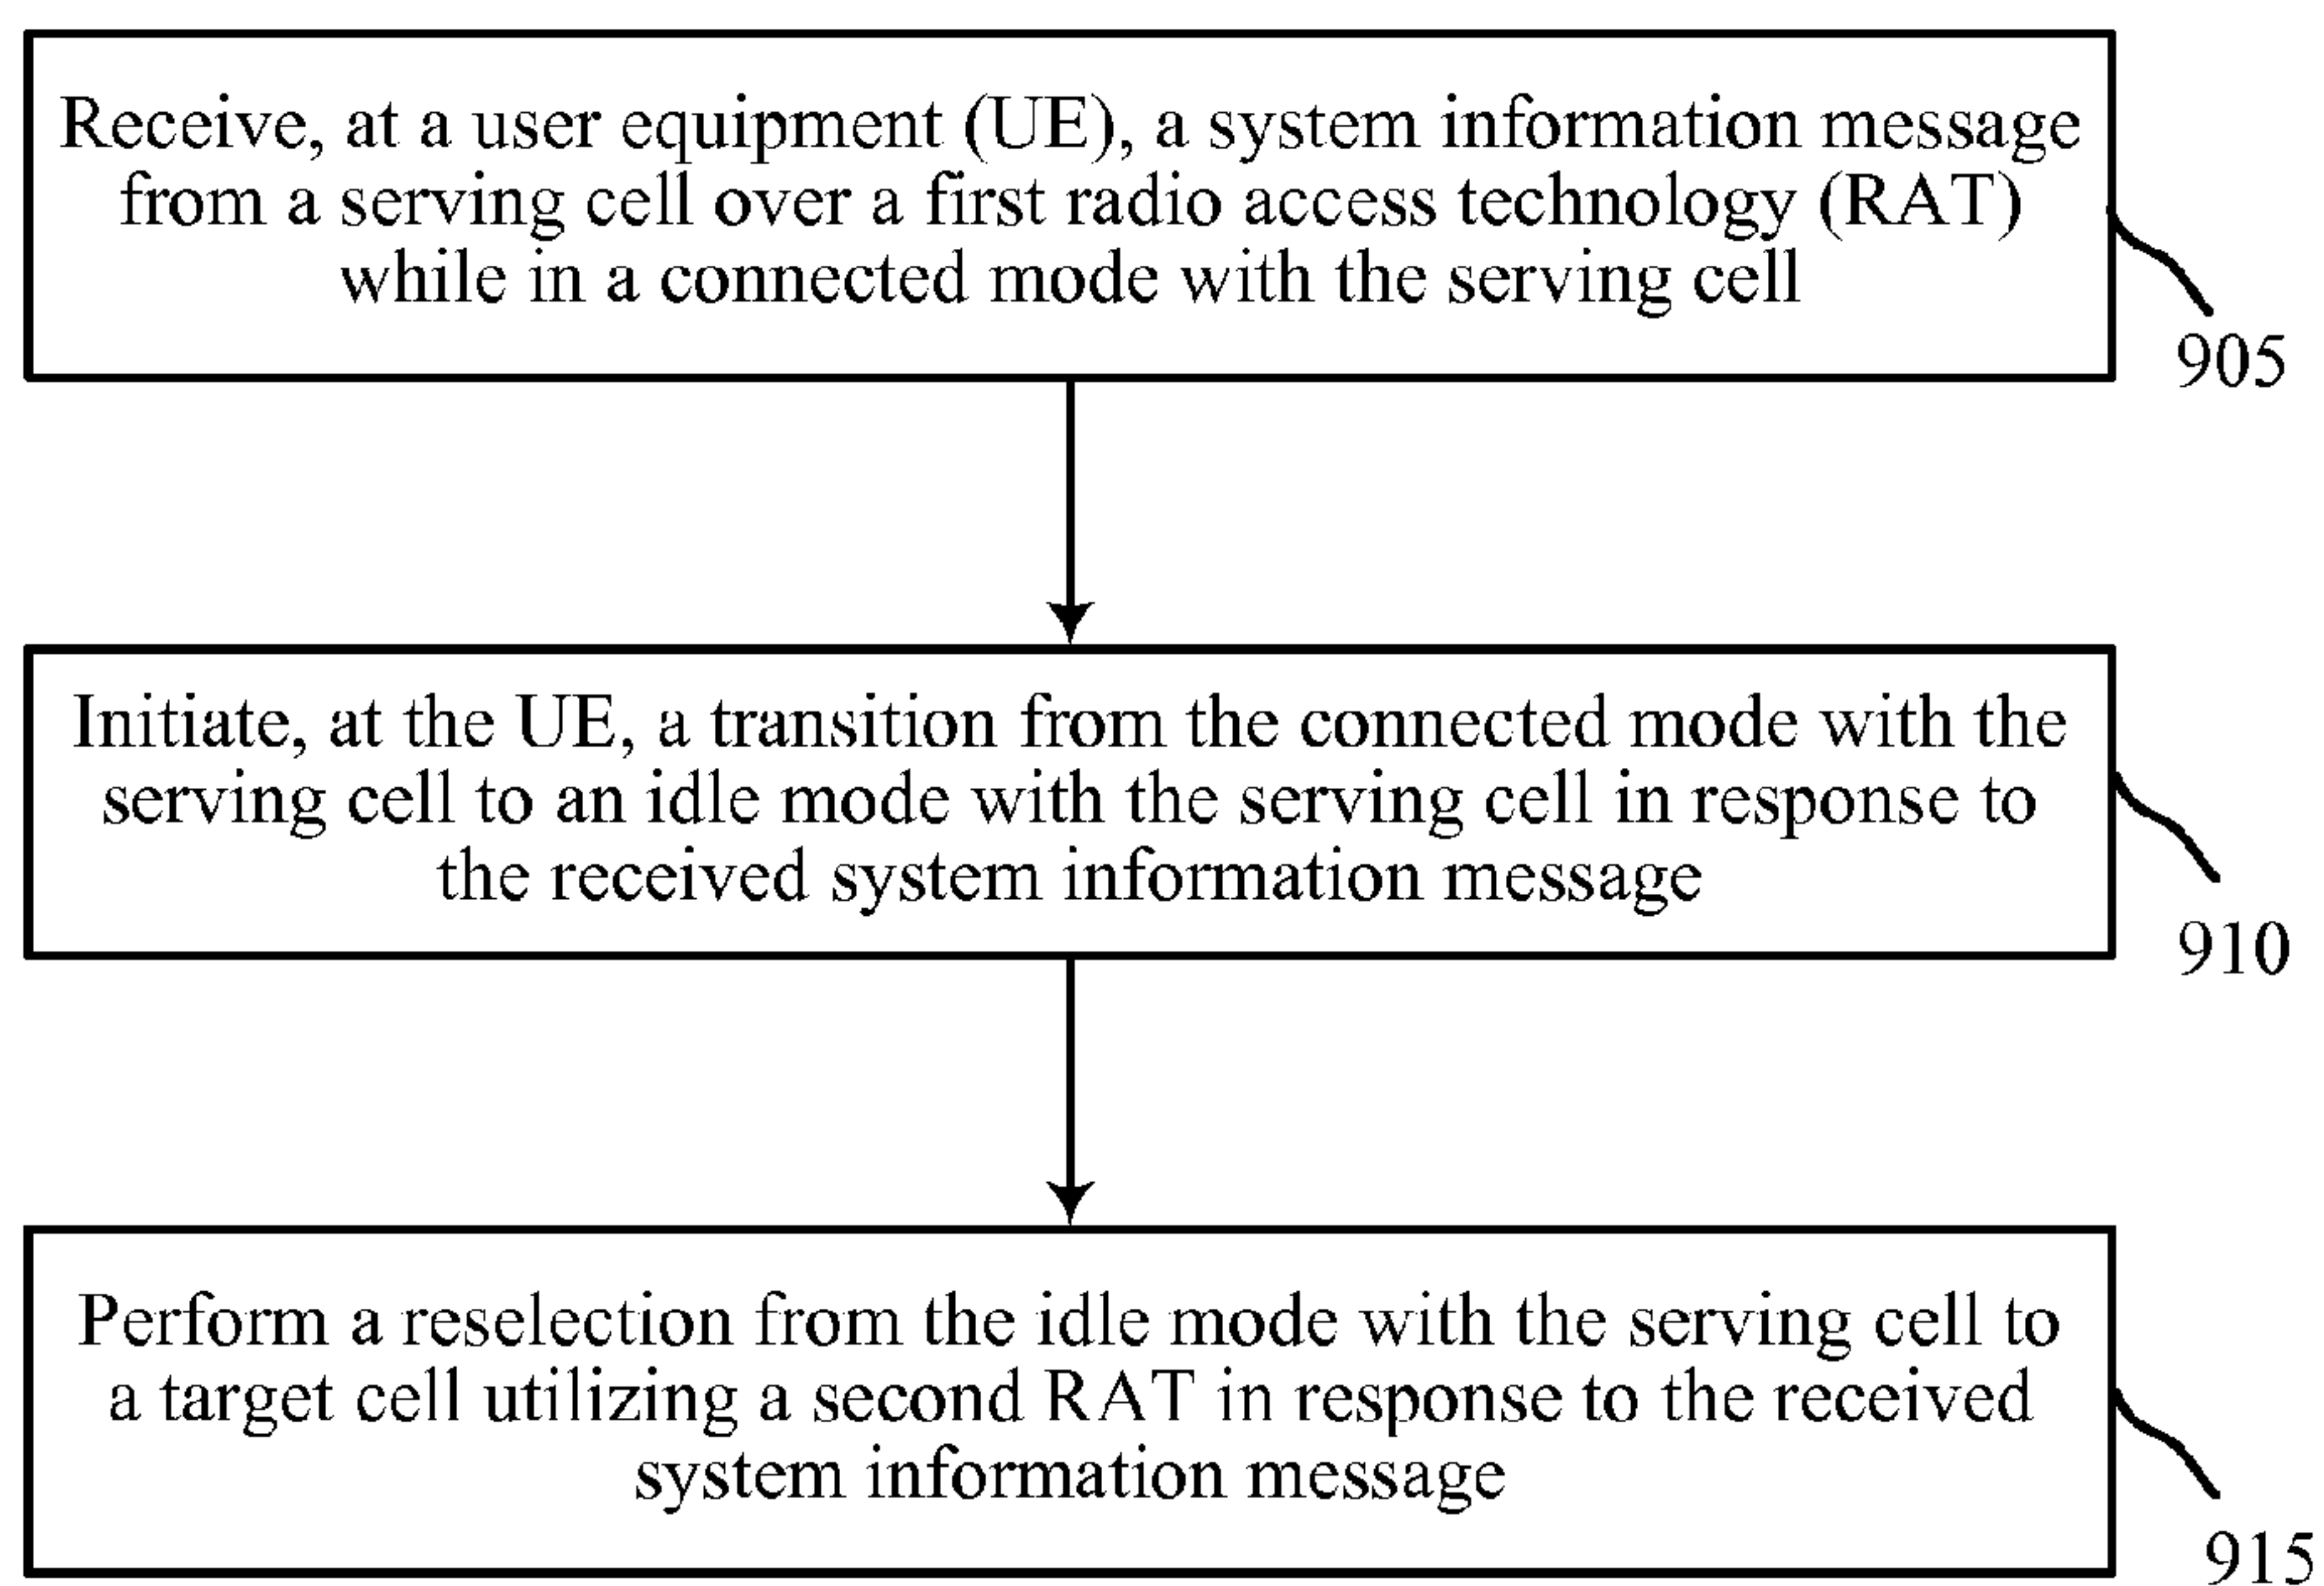 Receive, at a user equipment (UE), a system information message
from a serving cell over a first radio access technology (RAT)
while in a connected mode with the serving cell
905
Initiate, at the UE, a transition from the connected mode with the
serving cell to an idle mode with the serving cell in response to
the received system information message
910
Perform a reselection from the idle mode with the serving cell to
a target cell utilizing a second RAT in response to the received
system information message
915